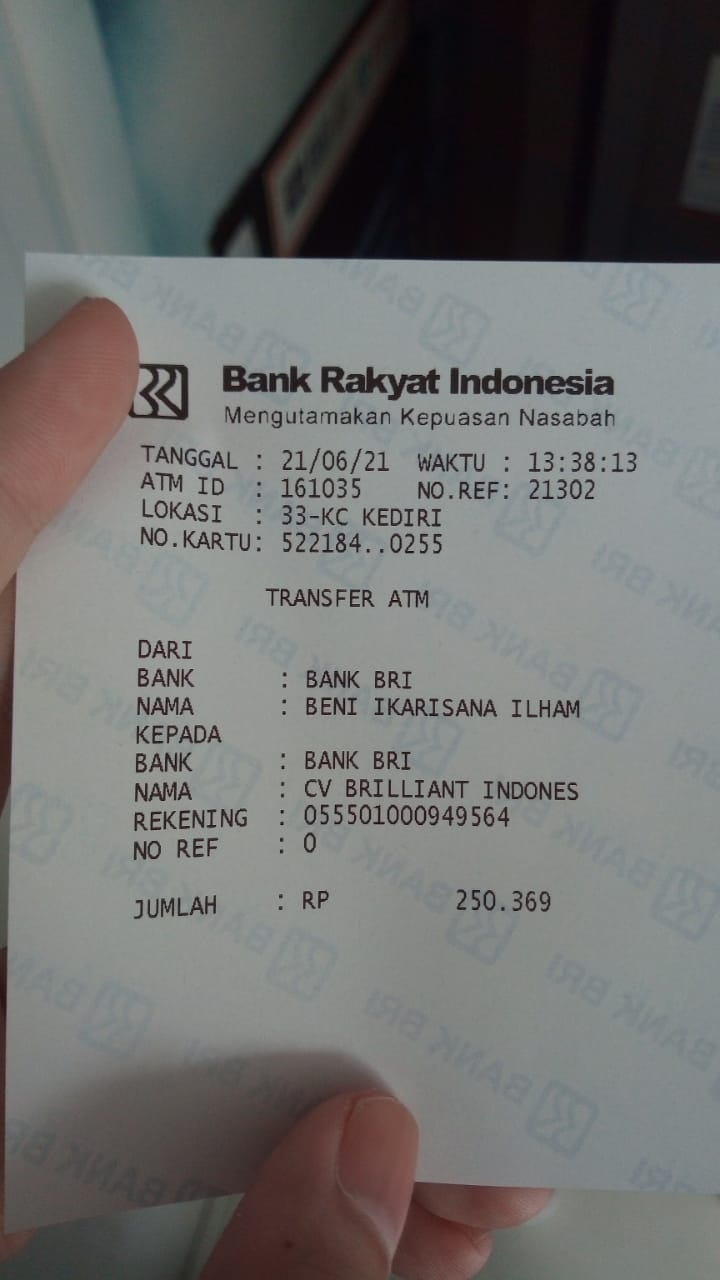 Bank Rakyat Indonesia
Mengutamakan Kepuasan Nasabah
TANGGAL : 21/06/21 WAKTU : 13:38:13
ATM ID : 161035 NO.REF: 21302
LOKASI : 33-KC KEDIRI
NO.KARTU: 522184..0255
TRANSFER ATM
DARI
BANK : BANK BRI
NAMA : BENI IKARISANA ILHAM
KEPADA
BANK : BANK BRI
NAMA : CV BRILLIANT INDONES
REKENING : 055501000949564
NO REF : 0
JUMLAH : RP 250.369